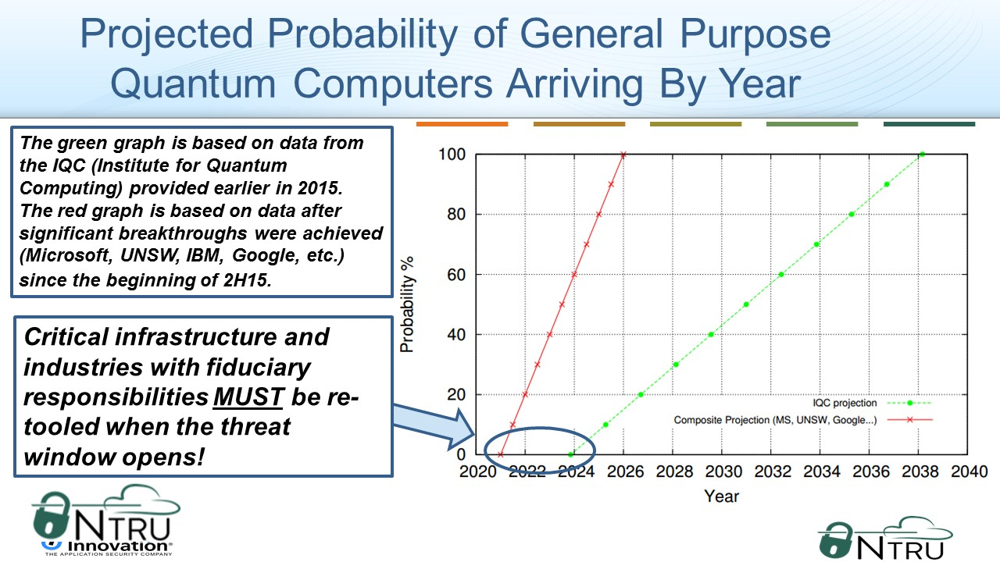 Projected Probability of General Purpose
Quantum Computers Arriving By Year
The green graph is based on data from
the IQC (Institute for Quantum
Computing) provided earlier in 2015.
The red graph is based on data after
significant breakthroughs were achieved
(Microsoft, UNSW, IBM, Google, etc.)
since the beginning of 2H15.
Critical infrastructure and
industries with fiduciary
responsibilities MUST be re-
tooled when the threat
window opens!
Probability %
100
80
60
40
20
0
IQC projection
Composite Projection (MS, UNSW, Google...)
2020 2022 2024 2026 2028 2030 2032 2034 2036 2038 2040
Year
NTRU
Innovation®
THE APPLICATION SECURITY COMPANY
NTRU